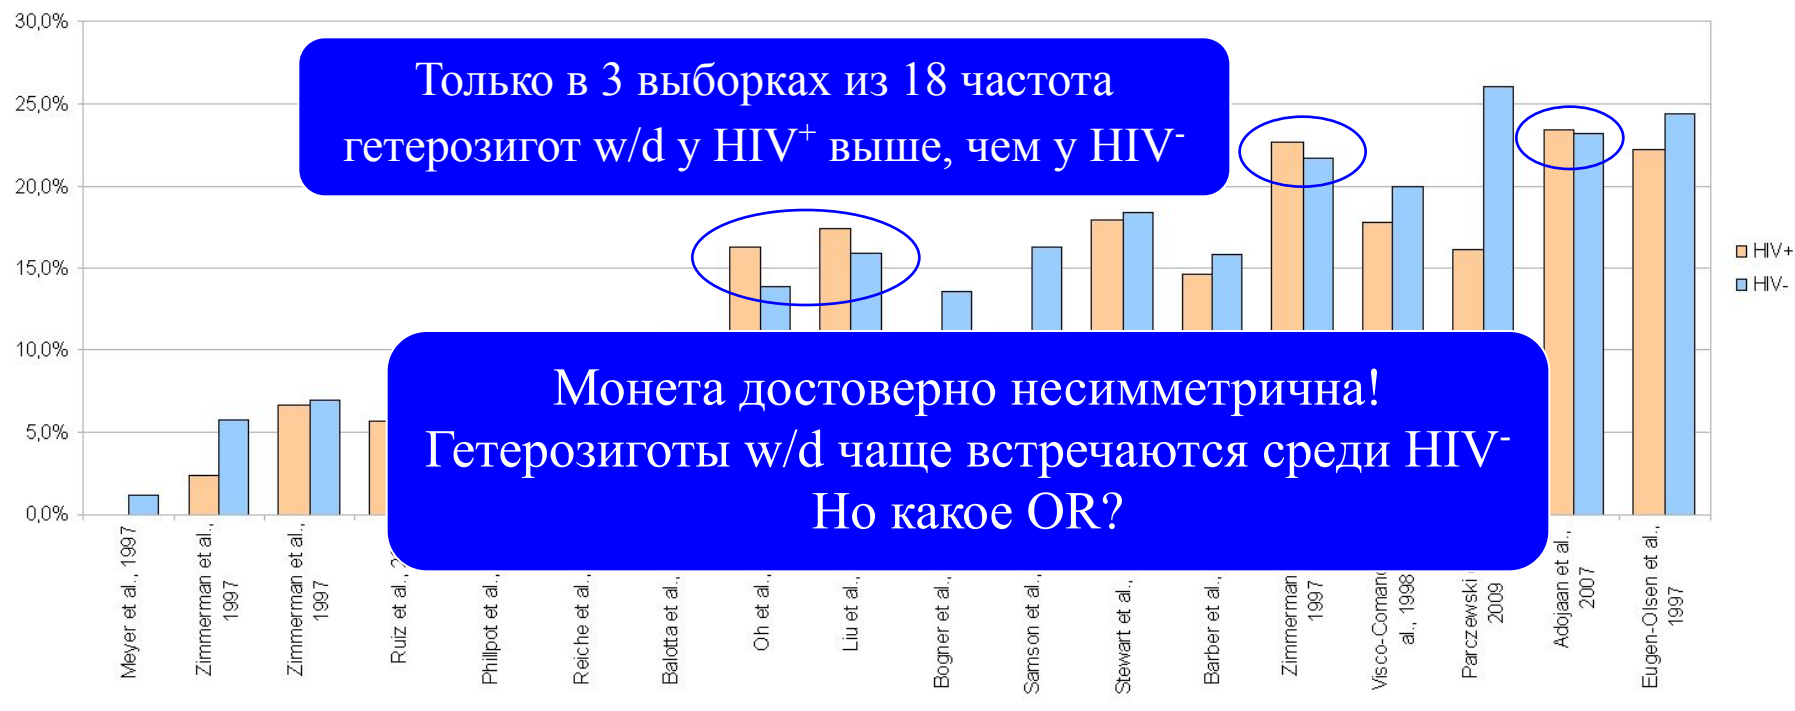 30,0%
25,0%
20,0%
15,0%
10,0%
5,0%
0,0%
Только в 3 выборках из 18 частота
гетерозигот w/d у HIV+ выше, чем у HIV-
HIV+
HIV-
Монета достоверно несимметрична!
Гетерозиготы w/d чаще встречаются среди HIV-
Но какое OR?
Meyer et al., 1997
Zimmerman et al.,
1997
Zimmerman et al.,
1997
Ruiz et al.,
Philpot et al.,
Reiche et al.,
Balotta et al.,
Oh et al.,
Liu et al.,
Bogner et al.,
Samson et al.,
Stewart et al.,
Barber et al.,
Zimmerman
1997
al., 1998
Parczewski
2009
Adojaan et al.,
2007
Eugen-Olsen et al.,
1997